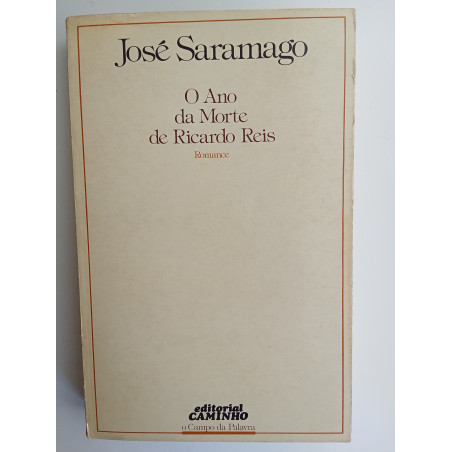 José Saramago
O Ano
da Morte
de Ricardo Reis
Romance
editorial
CAMINHO
o Campo da Palavra